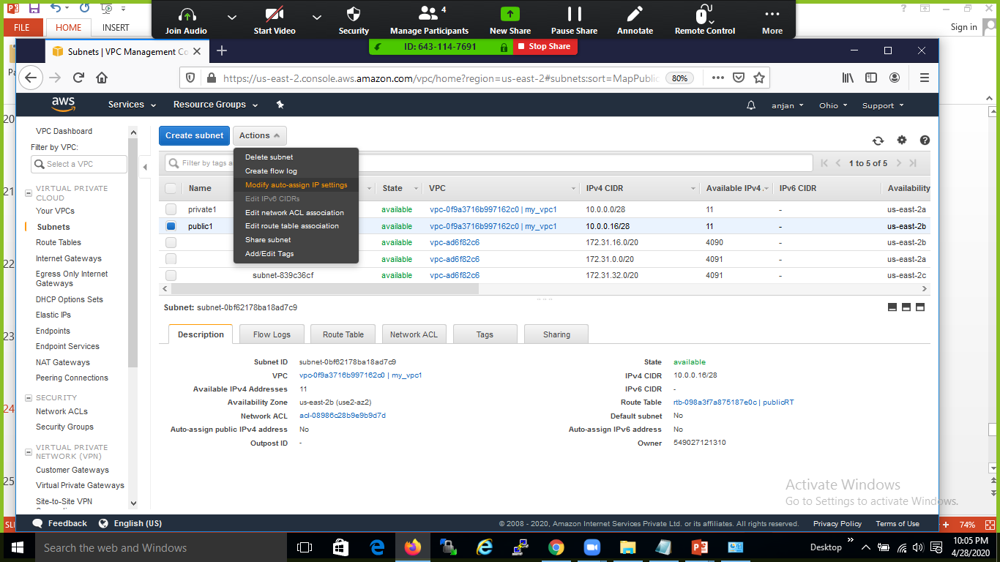 FILE
HOME
INSERT
Sign in
Join Audio
Start Video
Security
4
Manage Participants
New Share
Pause Share
Annotate
Remote Control
More
ID: 643-114-7691
Stop Share
Subnets | VPC Management Co
https://us-east-2.console.aws.amazon.com/vpc/home?region=us-east-2#subnets:sort=MapPublic
80%
aws
Services
Resource Groups
anjan
Ohio
Support
20
21
22
23
24
25
VPC Dashboard
Filter by VPC:
Select a VPC
VIRTUAL PRIVATE
CLOUD
Your VPCs
Subnets
Route Tables
Internet Gateways
Egress Only Internet
Gateways
DHCP Options Sets
Elastic IPs
Endpoints
Endpoint Services
NAT Gateways
Peering Connections
SECURITY
Network ACLs
Security Groups
VIRTUAL PRIVATE
NETWORK (VPN)
Customer Gateways
Virtual Private Gateways
Site-to-Site VPN
Create subnet
Actions
Filter by tags a
1 to 5 of 5
Delete subnet
Create flow log
Modify auto-assign IP settings
Edit IPv6 CIDRs
Edit network ACL association
Edit route table association
Share subnet
Add/Edit Tags
Name State VPC IPv4 CIDR Available IPv4 IPv6 CIDR Availability
private1 available vpc-0f9a3716b997162c0 | my_vpc1 10.0.0.0/28 11 - us-east-2a
public1 available vpc-0f9a3716b997162c0 | my_vpc1 10.0.0.16/28 11 - us-east-2b
available vpc-ad6f82c6 172.31.16.0/20 4090 - us-east-2b
available vpc-ad6f82c6 172.31.0.0/20 4091 - us-east-2a
subnet-839c36cf available vpc-ad6f82c6 172.31.32.0/20 4091 - us-east-2c
Subnet: subnet-0bf62178ba18ad7c9
Description
Flow Logs
Route Table
Network ACL
Tags
Sharing
Subnet ID subnet-0bf62178ba18ad7c9
VPC vpc-0f9a3716b997162c0 | my_vpc1
Available IPv4 Addresses 11
Availability Zone us-east-2b (use2-az2)
Network ACL acl-08986c28b9e9b9d7d
Auto-assign public IPv4 address No
Outpost ID -
State available
IPv4 CIDR 10.0.0.16/28
IPv6 CIDR -
Route Table rtb-098a3f7a875187e0c | publicRT
Default subnet No
Auto-assign IPv6 address No
Owner 549027121310
Activate Windows
Go to Settings to activate Windows.
Feedback
English (US)
© 2008 - 2020, Amazon Internet Services Private Ltd. or its affiliates. All rights reserved.
Privacy Policy
Terms of Use
74%
Search the web and Windows
Desktop
10:05 PM
4/28/2020